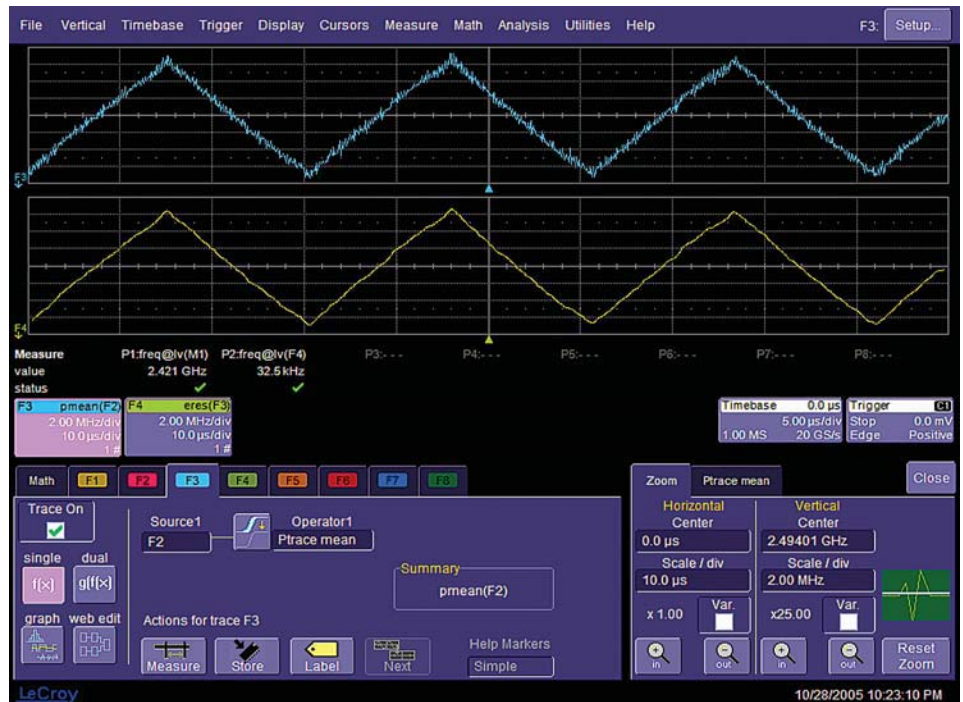 File Vertical Timebase Trigger Display Cursors Measure Math Analysis Utilities Help F3: Setup...
F3
F4
Measure P1:freq@lv(M1) P2:freq@lv(F4) P3:- - - P4:- - - P5:- - - P6:- - - P7:- - - P8:- - -
value 2.421 GHz 32.5 kHz
status
F3 pmean(F2) F4 eres(F3) Timebase 0.0 µs Trigger C1
2.00 MHz/div 2.00 MHz/div 5.00 µs/div Stop 0.0 mV
10.0 µs/div 10.0 µs/div 1.00 MS 20 GS/s Edge Positive
1 # 1 #
Math F1 F2 F3 F4 F5 F6 F7 F8 Zoom Ptrace mean Close
Trace On Horizontal Vertical
Source1 Operator1 Center Center
F2 Ptrace mean 0.0 µs 2.49401 GHz
single dual Summary Scale / div Scale / div
f(x) g(f(x) pmean(F2) 10.0 µs 2.00 MHz
graph web edit Actions for trace F3 x 1.00 Var. x25.00 Var.
Measure Store Label Next Help Markers
Simple in out in out Reset Zoom
LeCroy 10/28/2005 10:23:10 PM